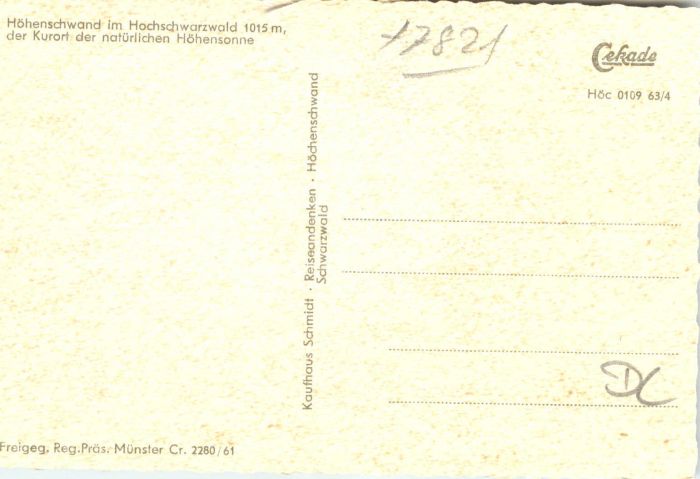 Höhenschwand im Hochschwarzwald 1015 m,
der Kurort der natürlichen Höhensonne
17821
Cekade
Höc 0109 63/4
Kaufhaus Schmidt · Reiseandenken · Höchenschwand
Schwarzwald
DC
Freigeg. Reg.Präs. Münster Cr. 2280/61